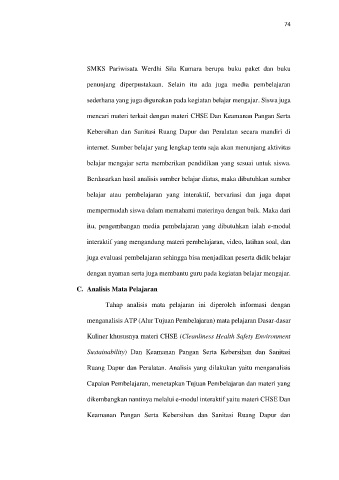 74
SMKS Pariwisata Werdhi Sila Kumara berupa buku paket dan buku
penunjang diperpustakaan. Selain itu ada juga media pembelajaran
sederhana yang juga digunakan pada kegiatan belajar mengajar. Siswa juga
mencari materi terkait dengan materi CHSE Dan Keamanan Pangan Serta
Kebersihan dan Sanitasi Ruang Dapur dan Peralatan secara mandiri di
internet. Sumber belajar yang lengkap tentu saja akan menunjang aktivitas
belajar mengajar serta memberikan pendidikan yang sesuai untuk siswa.
Berdasarkan hasil analisis sumber belajar diatas, maka dibutuhkan sumber
belajar atau pembelajaran yang interaktif, bervariasi dan juga dapat
mempermudah siswa dalam memahami materinya dengan baik. Maka dari
itu, pengembangan media pembelajaran yang dibutuhkan ialah e-modul
interaktif yang mengandung materi pembelajaran, video, latihan soal, dan
juga evaluasi pembelajaran sehingga bisa menjadikan peserta didik belajar
dengan nyaman serta juga membantu guru pada kegiatan belajar mengajar.
C. Analisis Mata Pelajaran
Tahap analisis mata pelajaran ini diperoleh informasi dengan
menganalisis ATP (Alur Tujuan Pembelajaran) mata pelajaran Dasar-dasar
Kuliner khususnya materi CHSE (Cleanliness Health Safety Environment
Sustainability) Dan Keamanan Pangan Serta Kebersihan dan Sanitasi
Ruang Dapur dan Peralatan. Analisis yang dilakukan yaitu menganalisis
Capaian Pembelajaran, menetapkan Tujuan Pembelajaran dan materi yang
dikembangkan nantinya melalui e-modul interaktif yaitu materi CHSE Dan
Keamanan Pangan Serta Kebersihan dan Sanitasi Ruang Dapur dan